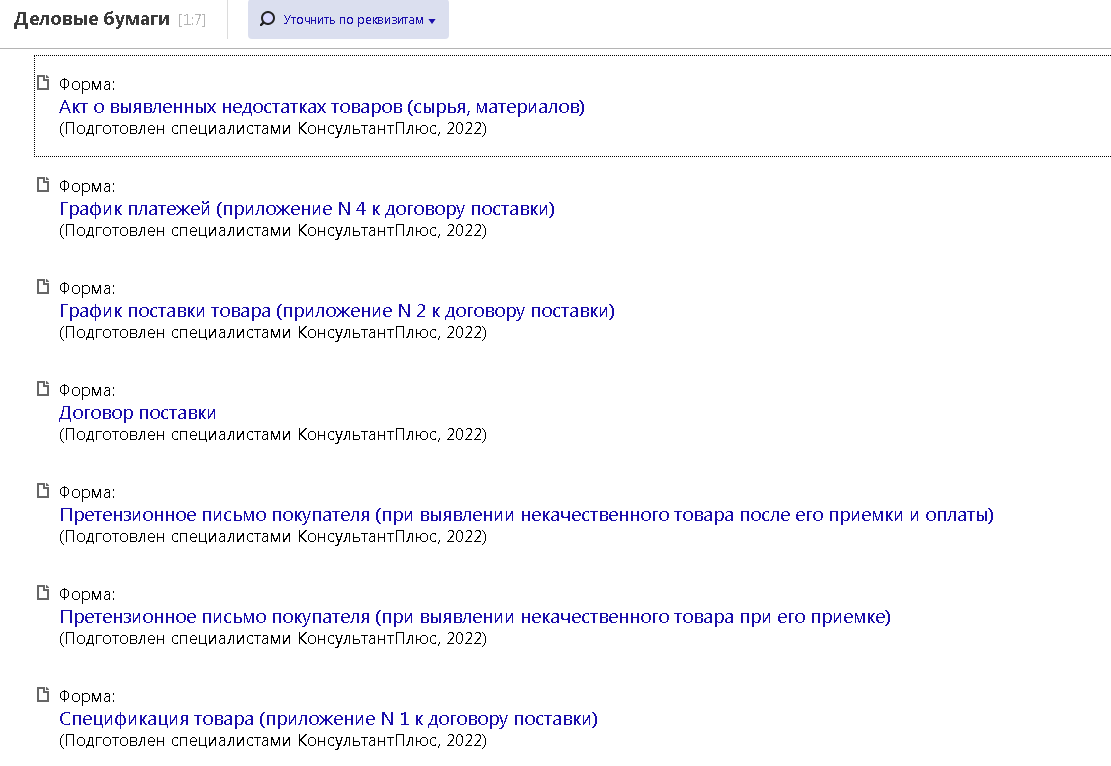 Деловые бумаги [1:7] Уточнить по реквизитам
Форма:
Акт о выявленных недостатках товаров (сырья, материалов)
(Подготовлен специалистами КонсультантПлюс, 2022)
Форма:
График платежей (приложение N 4 к договору поставки)
(Подготовлен специалистами КонсультантПлюс, 2022)
Форма:
График поставки товара (приложение N 2 к договору поставки)
(Подготовлен специалистами КонсультантПлюс, 2022)
Форма:
Договор поставки
(Подготовлен специалистами КонсультантПлюс, 2022)
Форма:
Претензионное письмо покупателя (при выявлении некачественного товара после его приемки и оплаты)
(Подготовлен специалистами КонсультантПлюс, 2022)
Форма:
Претензионное письмо покупателя (при выявлении некачественного товара при его приемке)
(Подготовлен специалистами КонсультантПлюс, 2022)
Форма:
Спецификация товара (приложение N 1 к договору поставки)
(Подготовлен специалистами КонсультантПлюс, 2022)